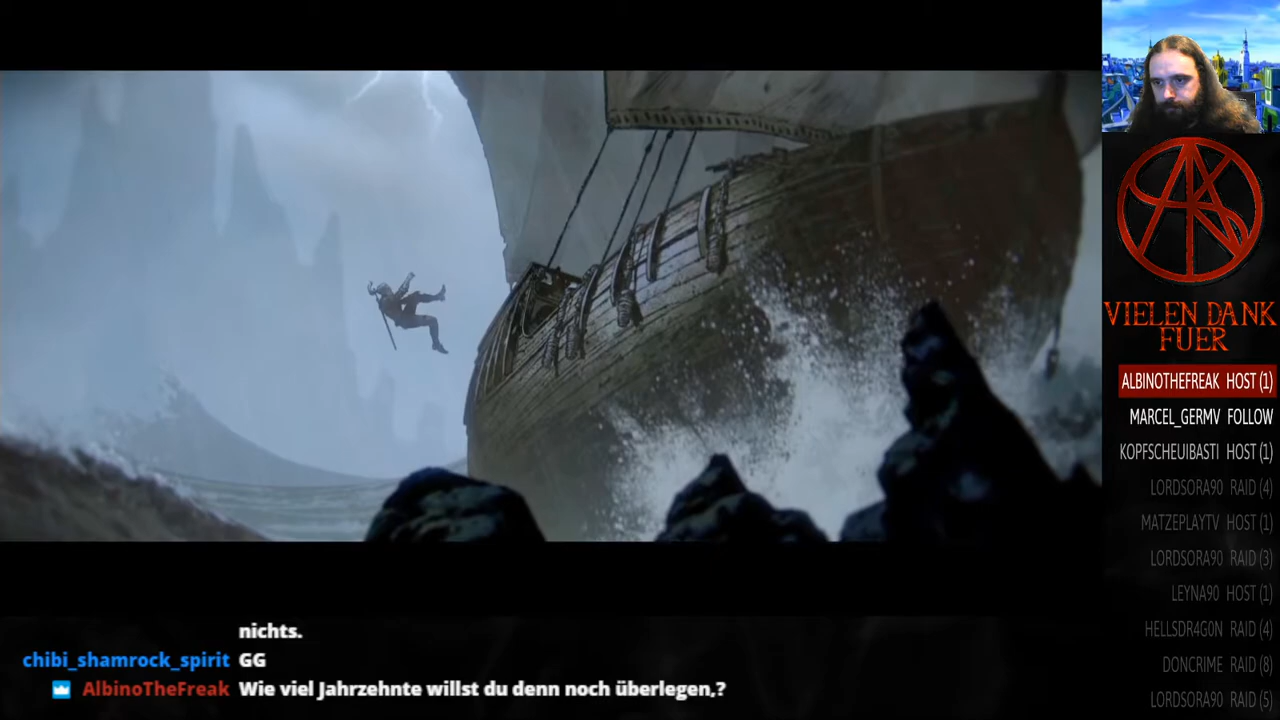 VIELEN DANK
FUER
ALBINOTHEFREAK HOST (1)
MARCEL_GERMV FOLLOW
KOPFSCHEUIBASTI HOST (1)
LORDSORA90 RAID (4)
MATZEPLAYTV HOST (1)
LORDSORA90 RAID (3)
LEYNA90 HOST (1)
HELLSDR4G0N RAID (4)
DONCRIME RAID (8)
LORDSORA90 RAID (5)
nichts.
chibi_shamrock_spirit GG
AlbinoTheFreak Wie viel Jahrzehnte willst du denn noch überlegen,?